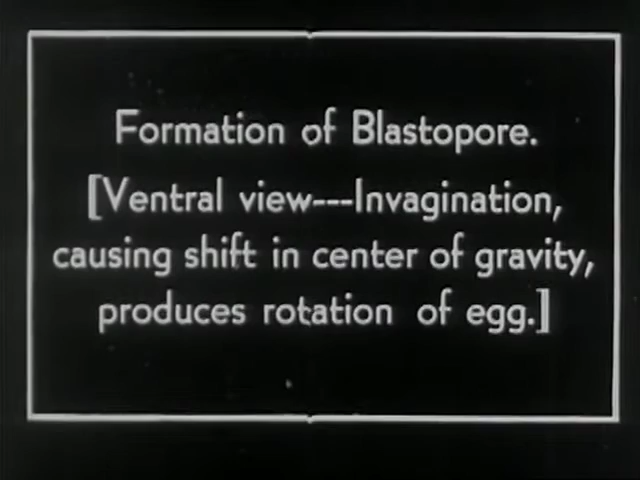 Formation of Blastopore.
[Ventral view---Invagination,
causing shift in center of gravity,
produces rotation of egg.]